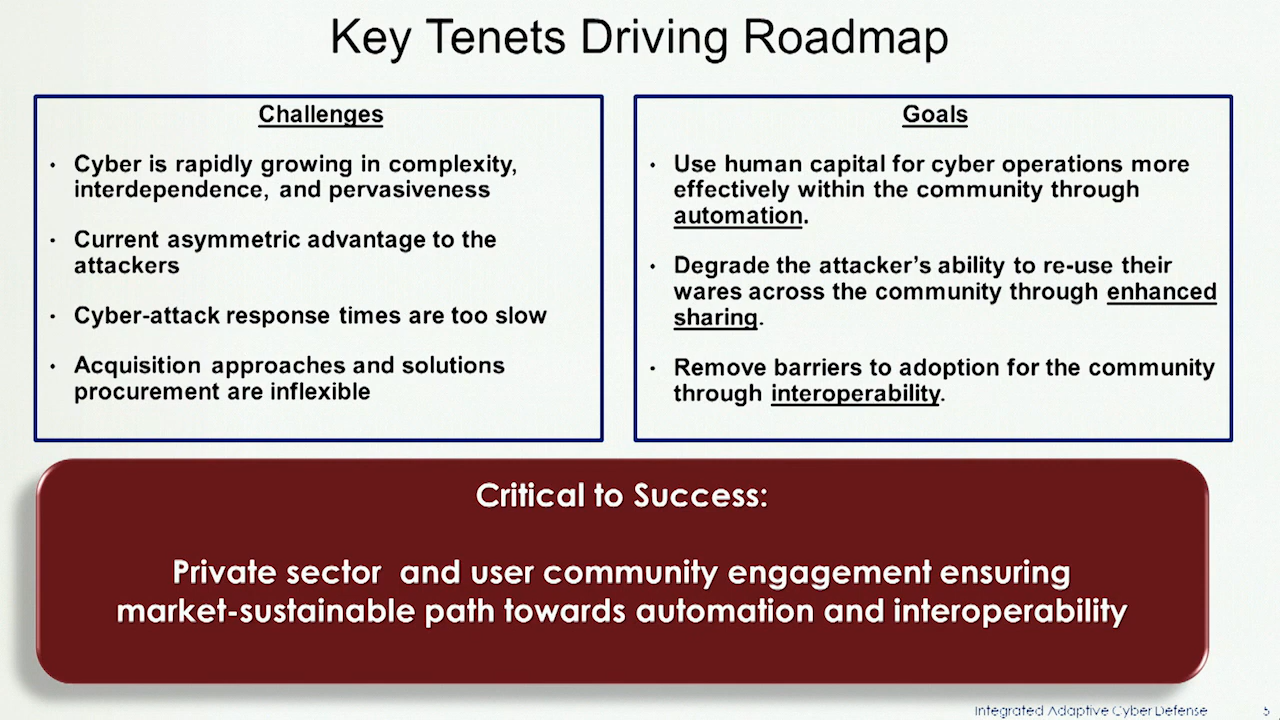 Key Tenets Driving Roadmap
Challenges
• Cyber is rapidly growing in complexity,
interdependence, and pervasiveness
• Current asymmetric advantage to the
attackers
• Cyber-attack response times are too slow
• Acquisition approaches and solutions
procurement are inflexible
Goals
• Use human capital for cyber operations more
effectively within the community through
automation.
• Degrade the attacker’s ability to re-use their
wares across the community through enhanced
sharing.
• Remove barriers to adoption for the community
through interoperability.
Critical to Success:
Private sector and user community engagement ensuring
market-sustainable path towards automation and interoperability
Integrated Adaptive Cyber Defense 5